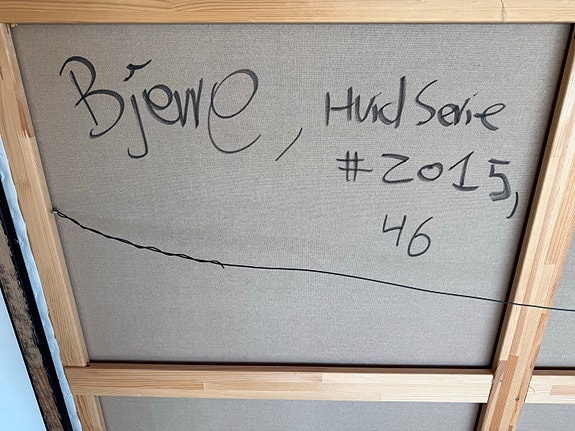 Bjerre, Hvid Serie
#2015,
46